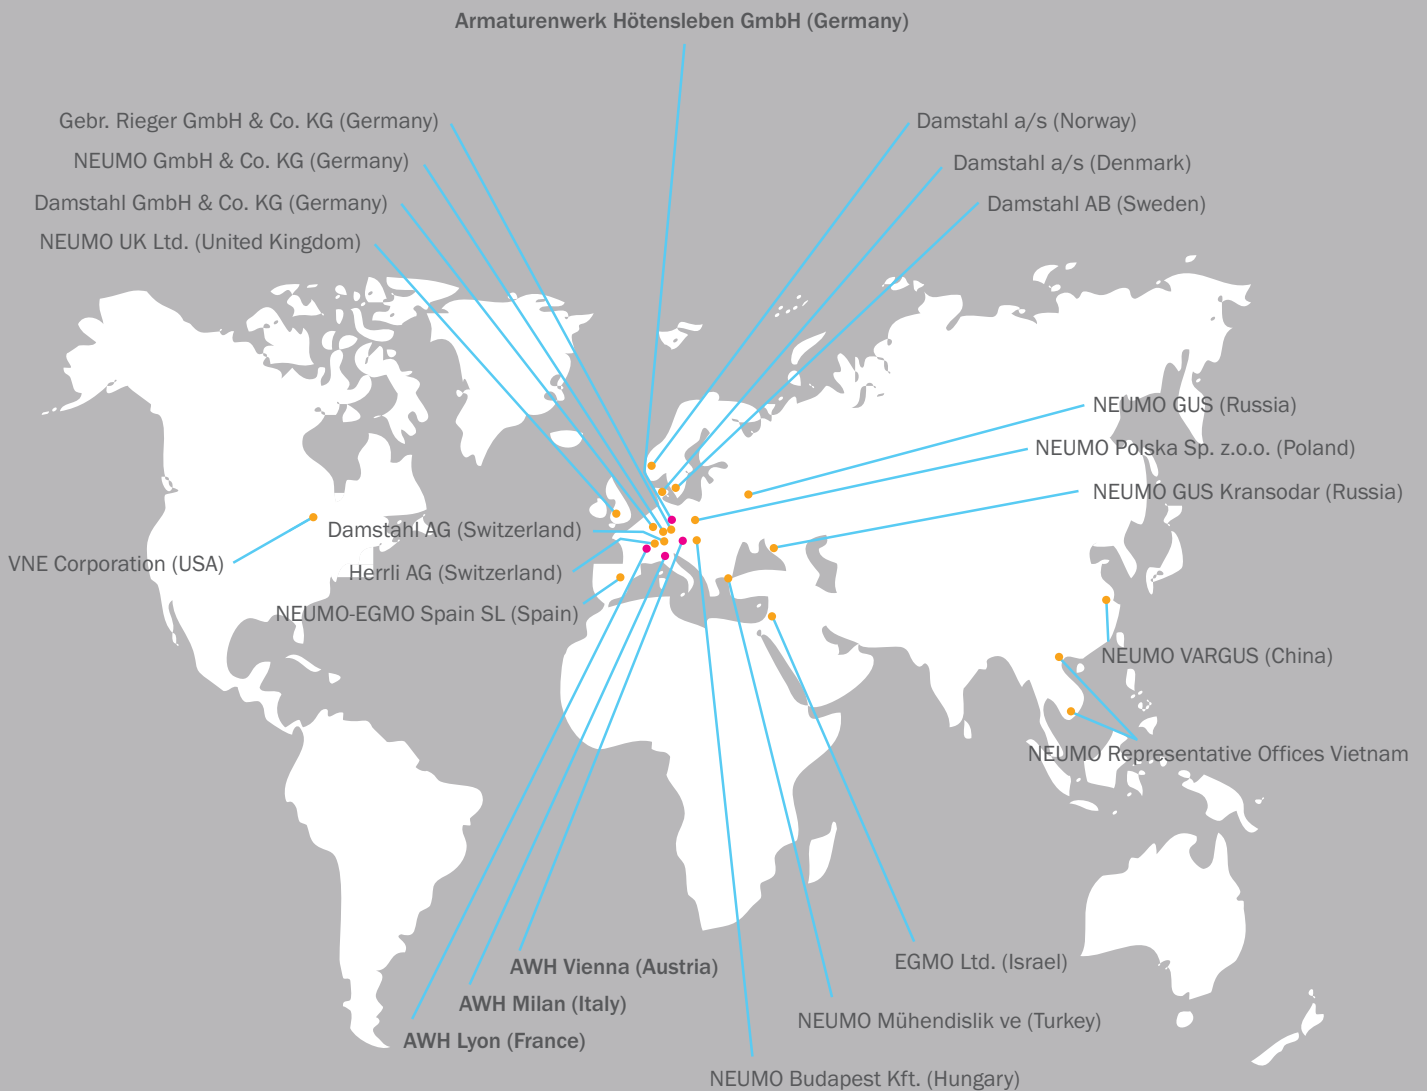 Armaturenwerk Hötensleben GmbH (Germany)
Gebr. Rieger GmbH & Co. KG (Germany)
NEUMO GmbH & Co. KG (Germany)
Damstahl GmbH & Co. KG (Germany)
NEUMO UK Ltd. (United Kingdom)
Damstahl a/s (Norway)
Damstahl a/s (Denmark)
Damstahl AB (Sweden)
NEUMO GUS (Russia)
NEUMO Polska Sp. z.o.o. (Poland)
NEUMO GUS Kransodar (Russia)
Damstahl AG (Switzerland)
VNE Corporation (USA)
Herrli AG (Switzerland)
NEUMO-EGMO Spain SL (Spain)
NEUMO VARGUS (China)
NEUMO Representative Offices Vietnam
AWH Vienna (Austria)
AWH Milan (Italy)
AWH Lyon (France)
EGMO Ltd. (Israel)
NEUMO Mühendislik ve (Turkey)
NEUMO Budapest Kft. (Hungary)